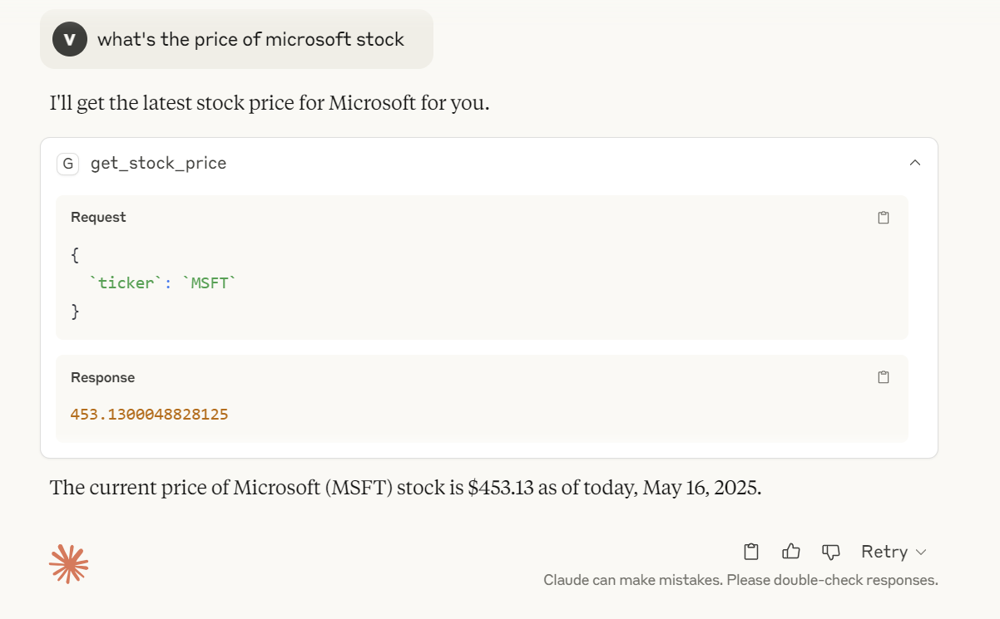 V what's the price of microsoft stock
I'll get the latest stock price for Microsoft for you.
G get_stock_price
Request
{
`ticker`: `MSFT`
}
Response
453.1300048828125
The current price of Microsoft (MSFT) stock is $453.13 as of today, May 16, 2025.
Retry
Claude can make mistakes. Please double-check responses.